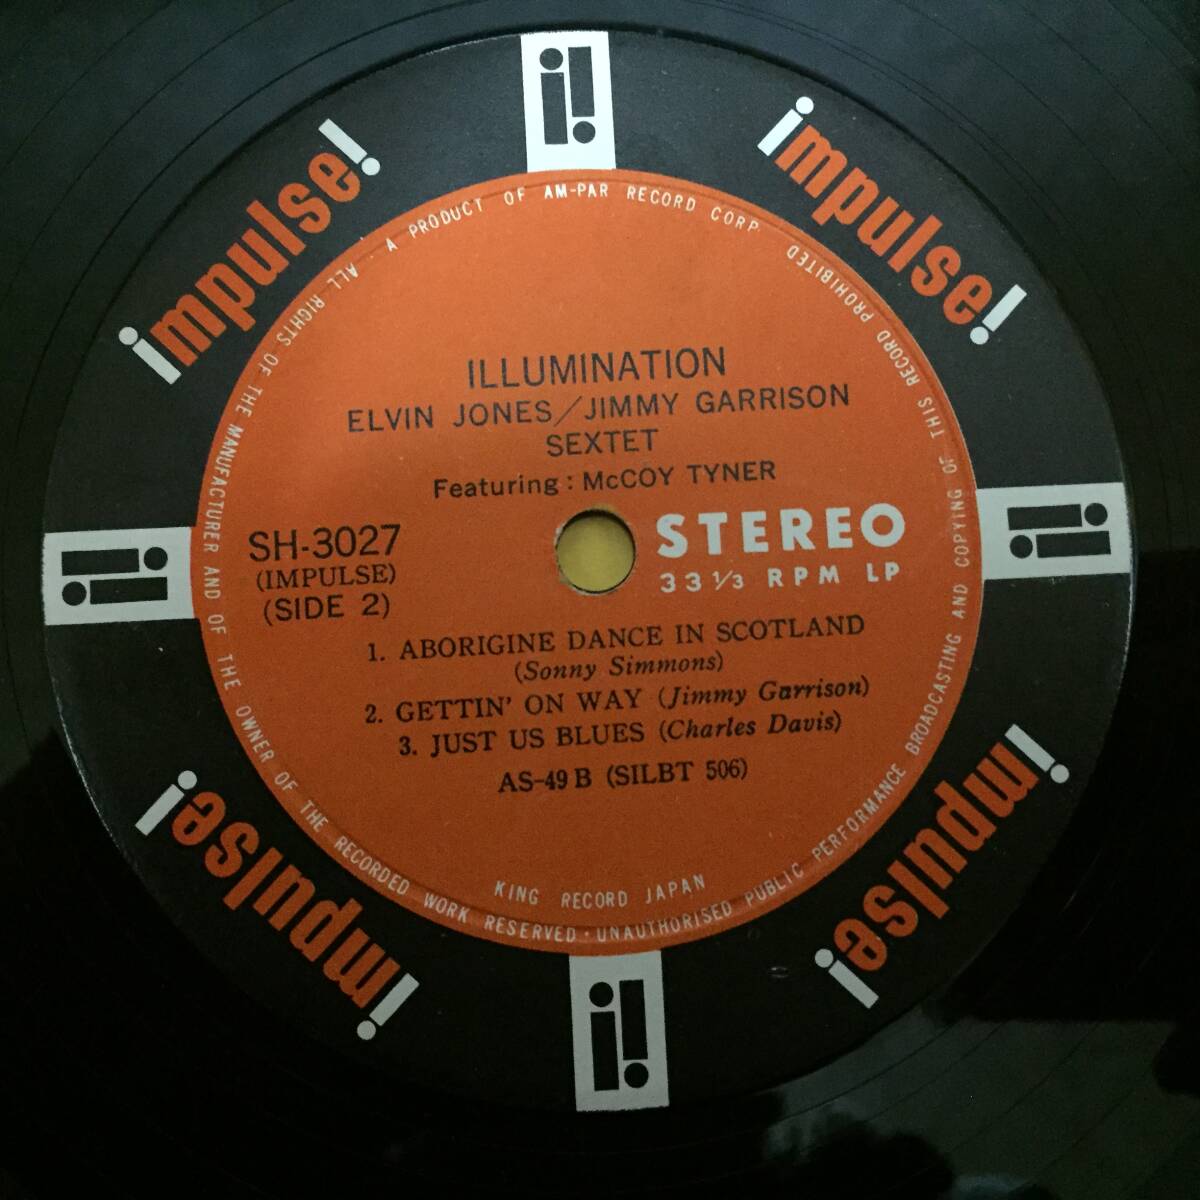 impulse!
impulse!
impulse!
impulse!
A PRODUCT OF AM-PAR RECORD CORP.
ALL RIGHTS OF THE MANUFACTURER AND OF THE OWNER OF THE RECORDED WORK RESERVED・UNAUTHORISED PUBLIC PERFORMANCE BROADCASTING AND COPYING OF THIS RECORD PROHIBITED
ILLUMINATION
ELVIN JONES/JIMMY GARRISON
SEXTET
Featuring: McCOY TYNER
SH-3027
(IMPULSE)
(SIDE 2)
STEREO
33 1/3 RPM LP
1. ABORIGINE DANCE IN SCOTLAND
(Sonny Simmons)
2. GETTIN' ON WAY (Jimmy Garrison)
3. JUST US BLUES (Charles Davis)
AS-49 B (SILBT 506)
KING RECORD JAPAN